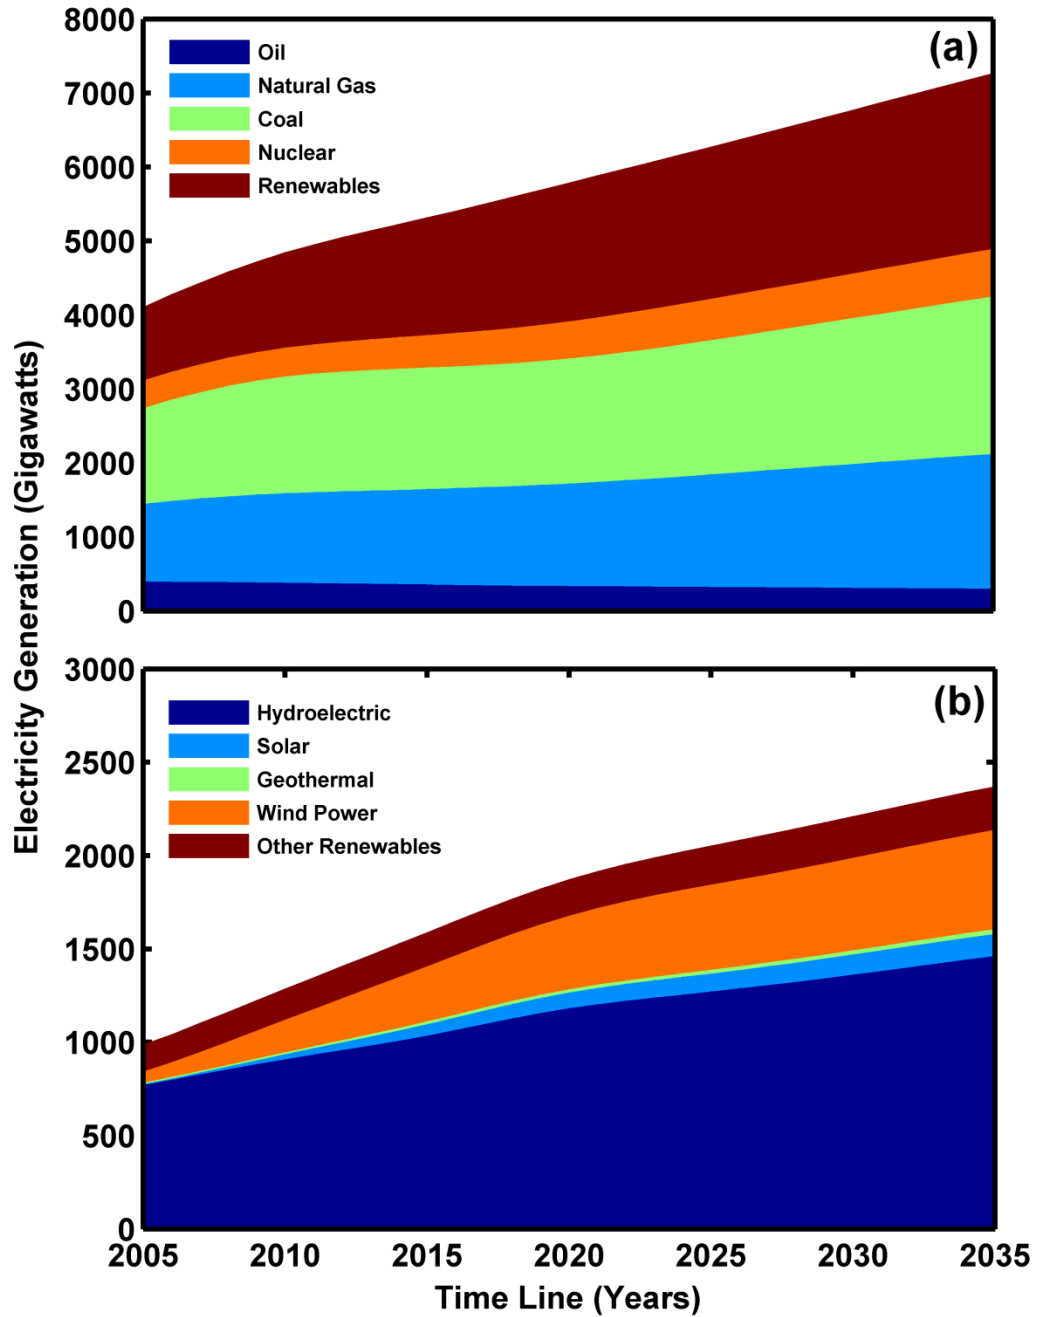 Electricity Generation (Gigawatts)
8000
7000
6000
5000
4000
3000
2000
1000
0
(a)
Oil
Natural Gas
Coal
Nuclear
Renewables
3000
2500
2000
1500
1000
500
0
(b)
Hydroelectric
Solar
Geothermal
Wind Power
Other Renewables
2005 2010 2015 2020 2025 2030 2035
Time Line (Years)